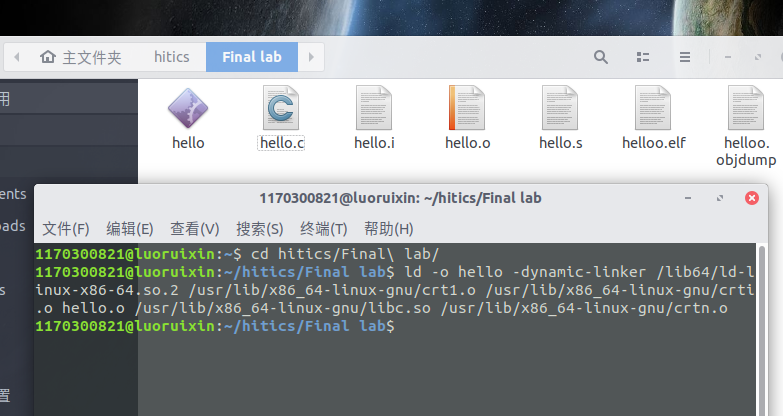 主文件夹 hitics Final lab
用
hello hello.c hello.i hello.o hello.s helloo.elf helloo.
objdump
1170300821@luoruixin: ~/hitics/Final lab
ents
文件(F) 编辑(E) 查看(V) 搜索(S) 终端(T) 帮助(H)
oads
1170300821@luoruixin:~$ cd hitics/Final\ lab/
1170300821@luoruixin:~/hitics/Final lab$ ld -o hello -dynamic-linker /lib64/ld-l
s
inux-x86-64.so.2 /usr/lib/x86_64-linux-gnu/crt1.o /usr/lib/x86_64-linux-gnu/crti
.o hello.o /usr/lib/x86_64-linux-gnu/libc.so /usr/lib/x86_64-linux-gnu/crtn.o
1170300821@luoruixin:~/hitics/Final lab$
置